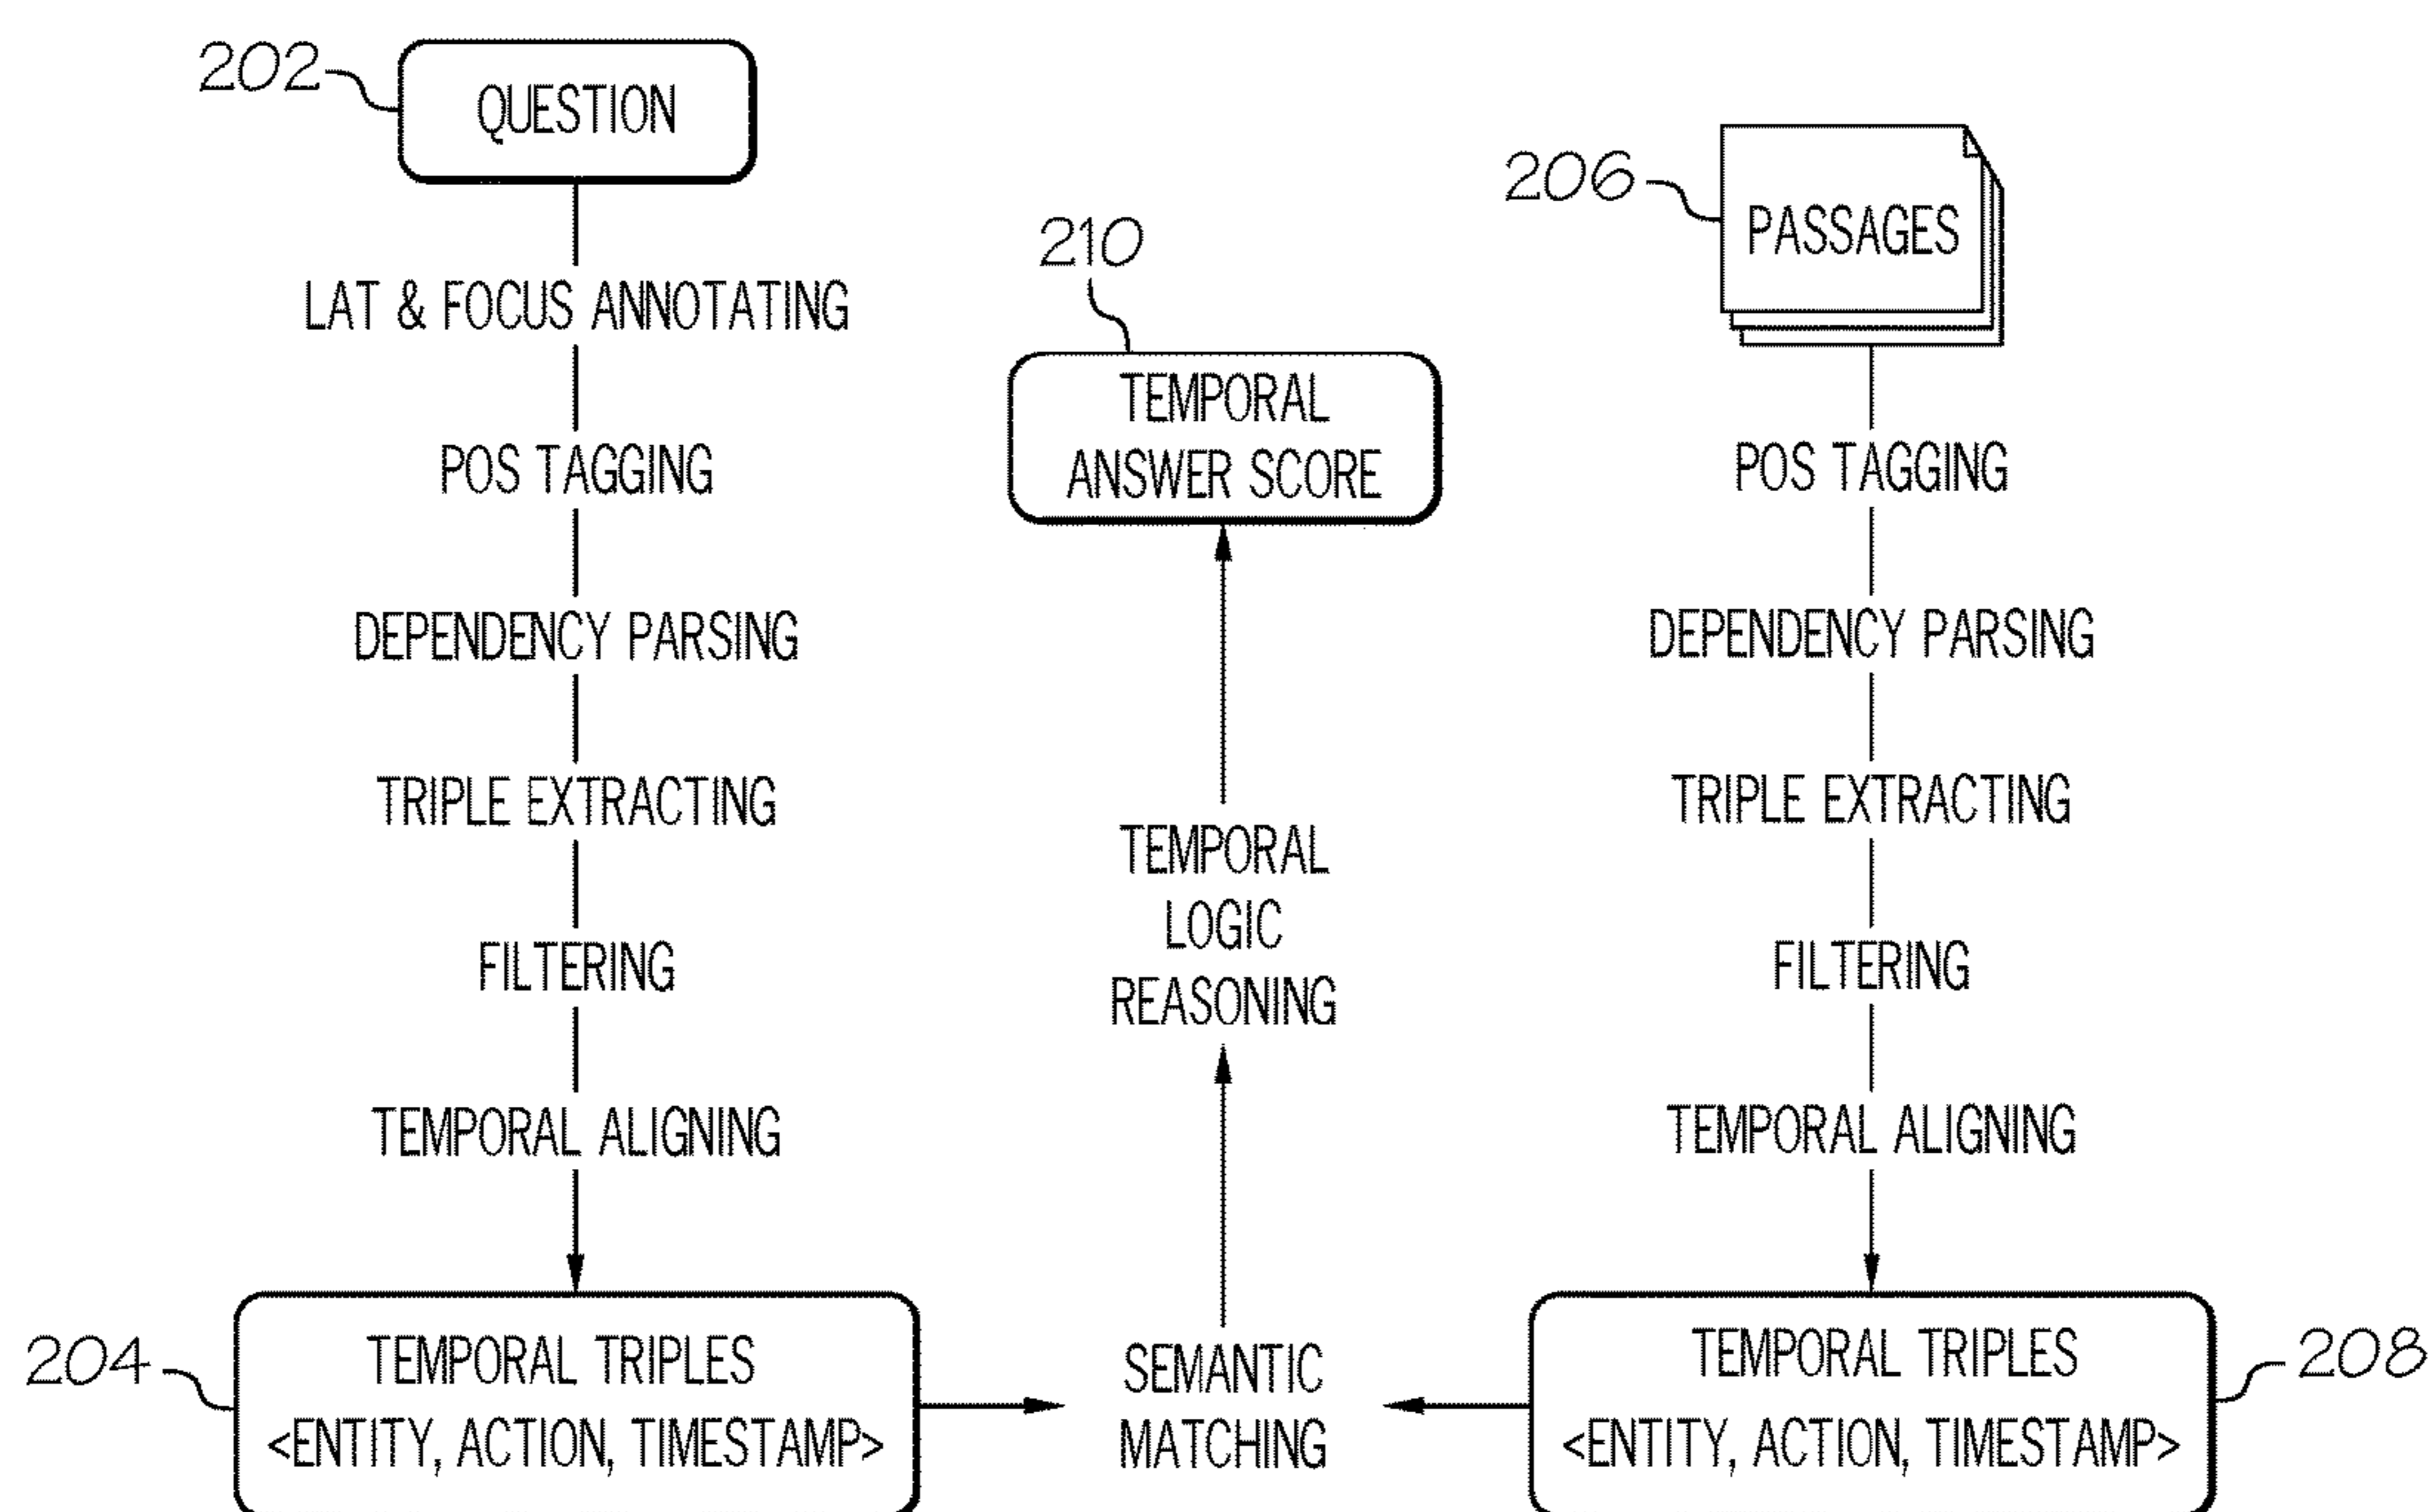 202
QUESTION
LAT & FOCUS ANNOTATING
POS TAGGING
DEPENDENCY PARSING
TRIPLE EXTRACTING
FILTERING
TEMPORAL ALIGNING
204
TEMPORAL TRIPLES
<ENTITY, ACTION, TIMESTAMP>
210
TEMPORAL
ANSWER SCORE
TEMPORAL
LOGIC
REASONING
SEMANTIC
MATCHING
206
PASSAGES
POS TAGGING
DEPENDENCY PARSING
TRIPLE EXTRACTING
FILTERING
TEMPORAL ALIGNING
TEMPORAL TRIPLES
<ENTITY, ACTION, TIMESTAMP>
208